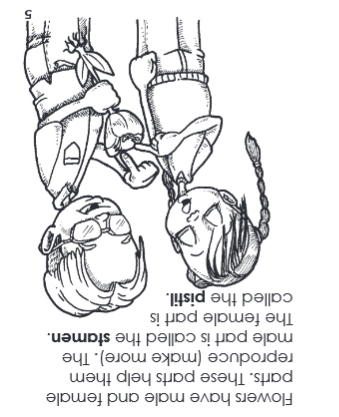 Flowers have male and female
parts. These parts help them
reproduce (make more). The
male part is called the stamen.
The female part is
called the pistil.
5